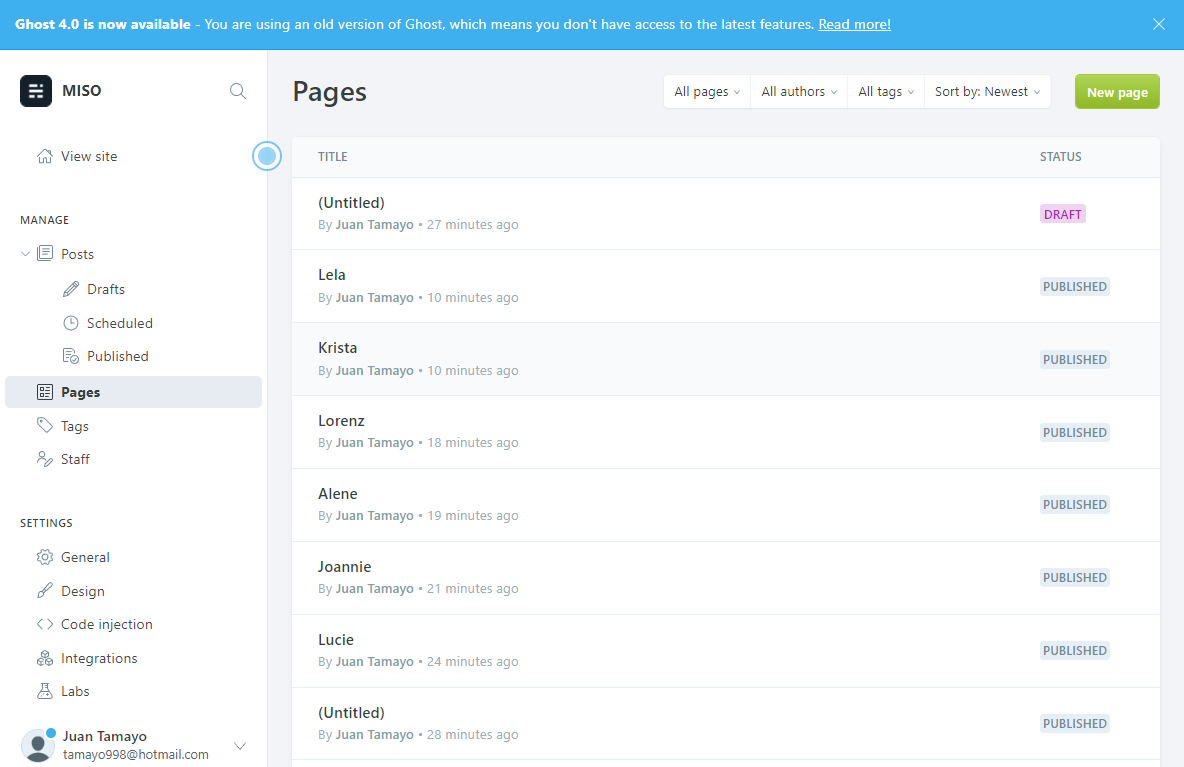 Ghost 4.0 is now available - You are using an old version of Ghost, which means you don't have access to the latest features. Read more!
MISO
View site
MANAGE
Posts
Drafts
Scheduled
Published
Pages
Tags
Staff
SETTINGS
General
Design
Code injection
Integrations
Labs
Juan Tamayo
tamayo998@hotmail.com
Pages
All pages
All authors
All tags
Sort by: Newest
New page
TITLE
STATUS
(Untitled)
By Juan Tamayo • 27 minutes ago
DRAFT
Lela
By Juan Tamayo • 10 minutes ago
PUBLISHED
Krista
By Juan Tamayo • 10 minutes ago
PUBLISHED
Lorenz
By Juan Tamayo • 18 minutes ago
PUBLISHED
Alene
By Juan Tamayo • 19 minutes ago
PUBLISHED
Joannie
By Juan Tamayo • 21 minutes ago
PUBLISHED
Lucie
By Juan Tamayo • 24 minutes ago
PUBLISHED
(Untitled)
By Juan Tamayo • 28 minutes ago
PUBLISHED